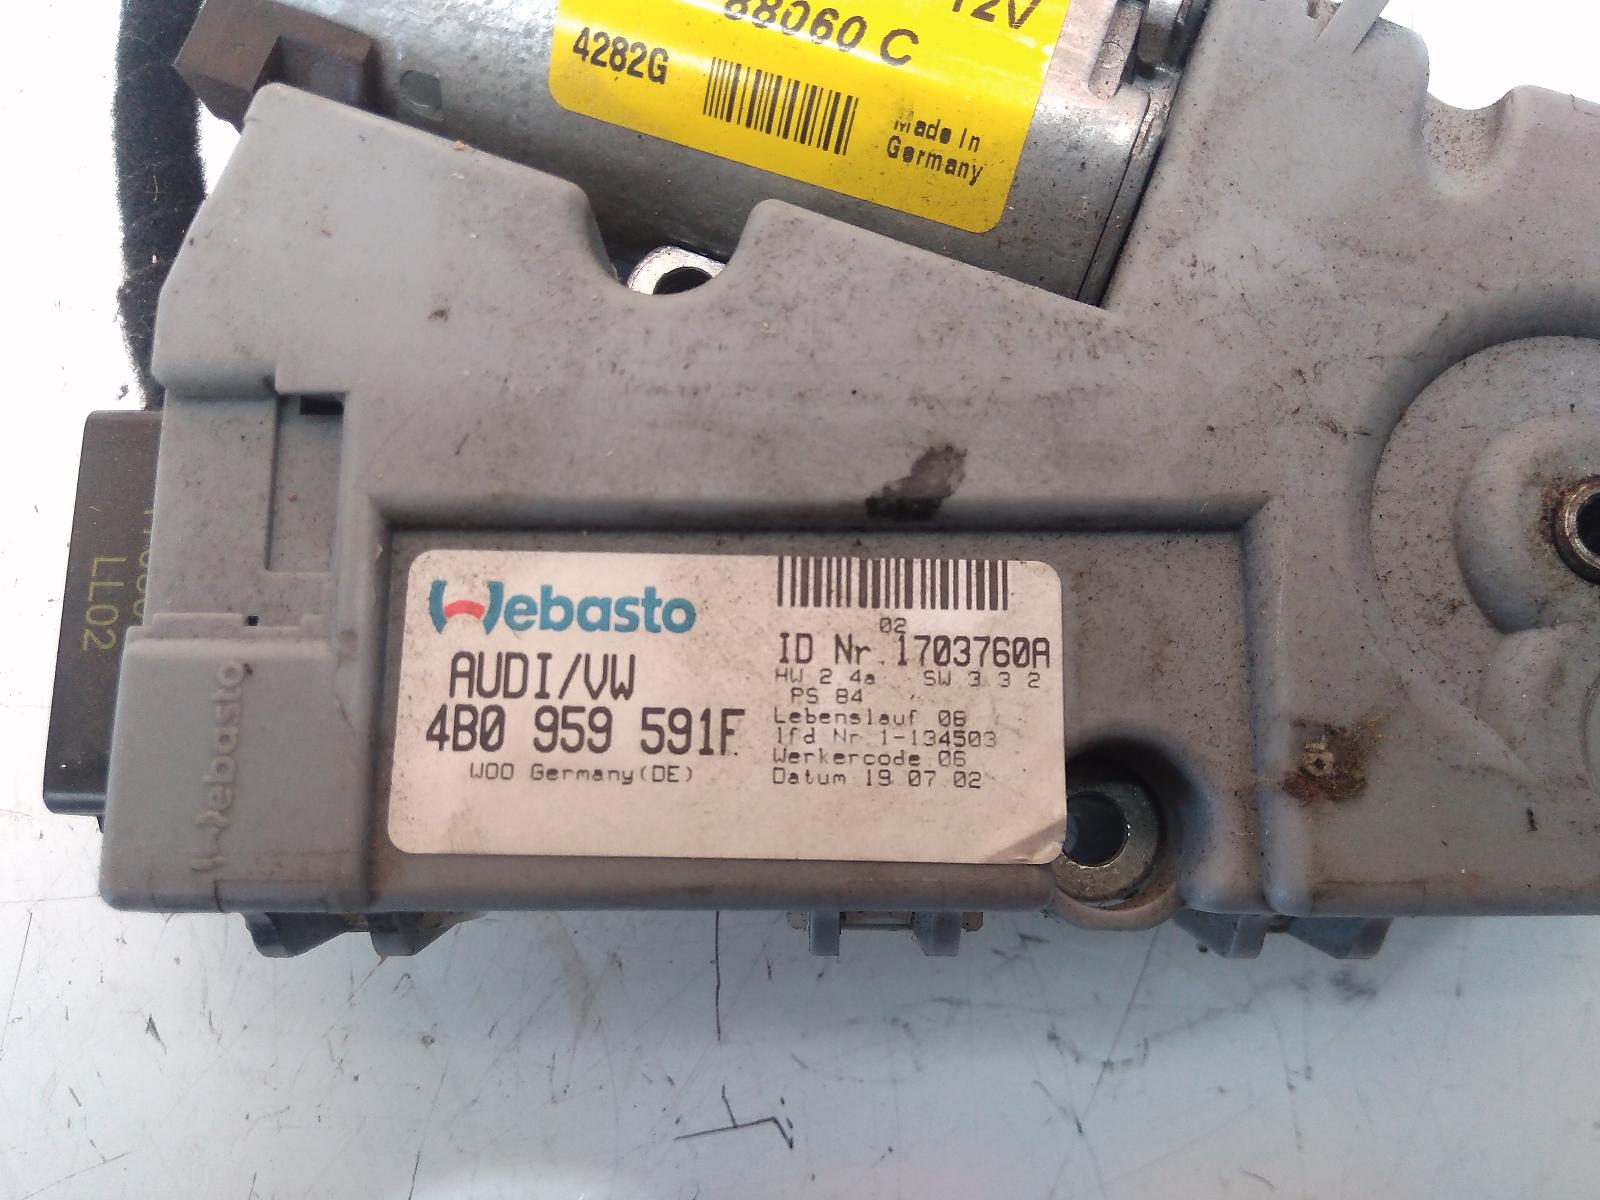 12V
88060 C
4282G
Made In
Germany
LL02
Webasto
Webasto
AUDI/VW
4B0 959 591F
WOO Germany(DE)
02
ID Nr. 1703760A
HW 2.4a SW 3 3 2
PS 84
Lebenslauf 06
lfd Nr 1-134503
Werkercode 06
Datum 19.07.02